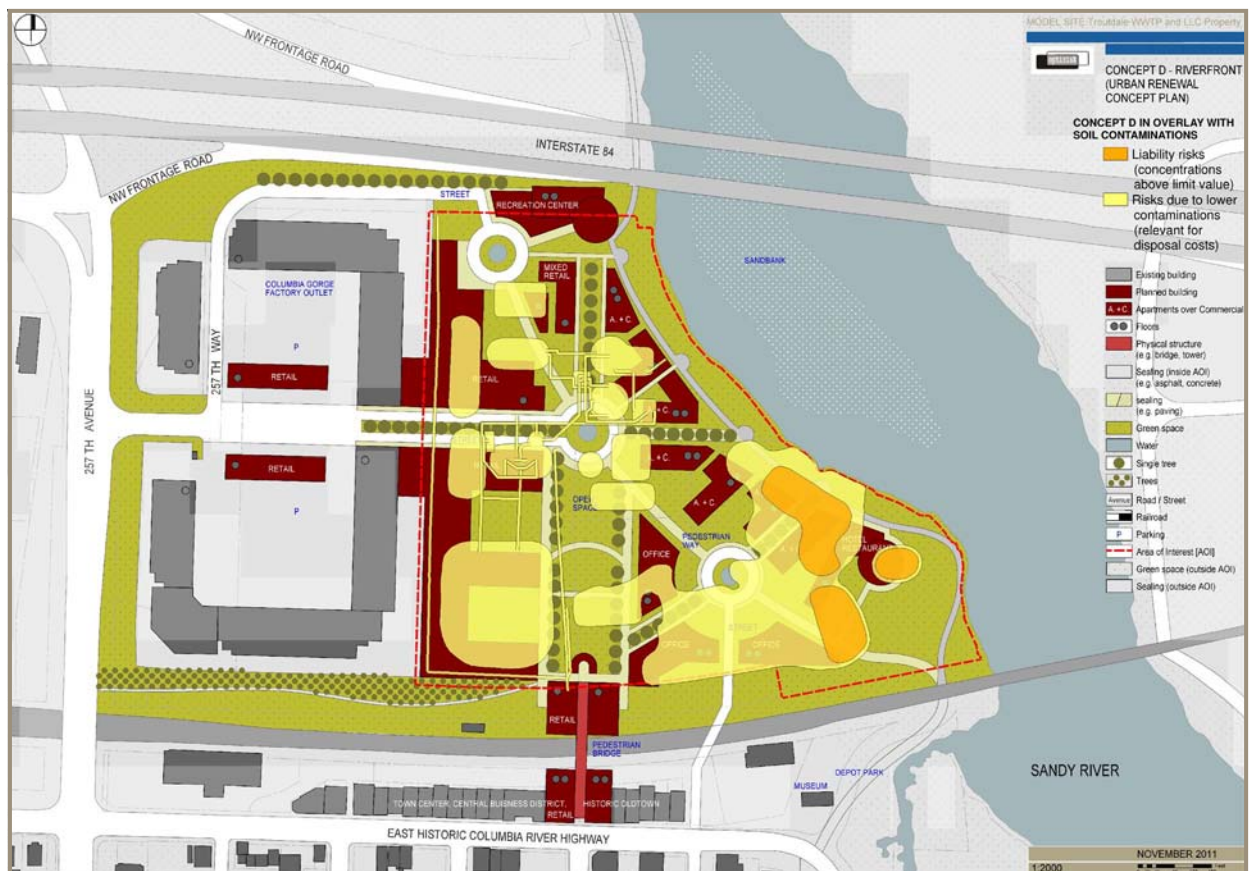 MODEL SITE: Troutdale-WWTP and LLC Property
CONCEPT D - RIVERFRONT
(URBAN RENEWAL
CONCEPT PLAN)
CONCEPT D IN OVERLAY WITH
SOIL CONTAMINATIONS
Liability risks
(concentrations
above limit value)
Risks due to lower
contaminations
(relevant for
disposal costs)
Existing building
Planned building
A. + C. Apartments over Commercial
Floors
Physical structure
(e.g. bridge, tower)
Sealing (inside AOI)
(e.g. asphalt, concrete)
sealing
(e.g. paving)
Green space
Water
Single tree
Trees
Avenue Road / Street
Railroad
P Parking
Area of Interest [AOI]
Green space (outside AOI)
Sealing (outside AOI)
NW FRONTAGE ROAD
INTERSTATE 84
NW FRONTAGE ROAD
STREET
RECREATION CENTER
SANDBANK
MIXED
RETAIL
COLUMBIA GORGE
FACTORY OUTLET
A. + C.
P
257 TH WAY
RETAIL
RETAIL
257 TH AVENUE
A. + C.
RETAIL
A. + C.
P
OPEN
SPACE
PEDESTRIAN
WAY
OFFICE
HOTEL
RESTAURANT
STREET
OFFICE
OFFICE
RETAIL
PEDESTRIAN
BRIDGE
DEPOT PARK
MUSEUM
SANDY RIVER
TOWN CENTER, CENTRAL BUISNESS DISTRICT, HISTORIC OLDTOWN
RETAIL
EAST HISTORIC COLUMBIA RIVER HIGHWAY
NOVEMBER 2011
1:2000